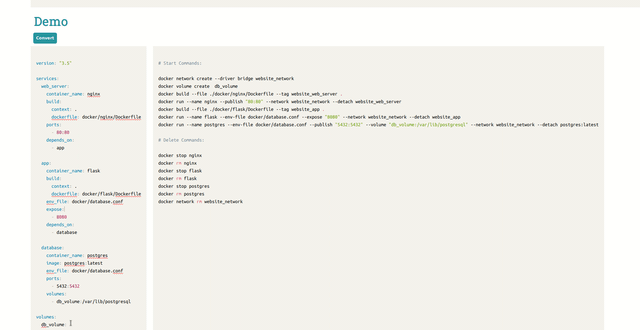 Demo
Convert
version: "3.3"
services:
web_server:
container_name: nginx
build:
context: .
dockerfile: docker/nginx/Dockerfile
ports:
- 80:80
depends_on:
- app
app:
container_name: flask
build:
context: .
dockerfile: docker/flask/Dockerfile
env_file: docker/database.conf
expose:
- 8080
depends_on:
- database
database:
container_name: postgres
image: postgres:latest
env_file: docker/database.conf
ports:
- 5432:5432
volumes:
- db_volume:/var/lib/postgresql
volumes:
db_volume:
# Start Commands:
docker network create --driver bridge website_network
docker volume create db_volume
docker build --file ./docker/nginx/Dockerfile --tag website_web_server .
docker run --name nginx --publish "80:80" --network website_network --detach website_web_server
docker build --file ./docker/flask/Dockerfile --tag website_app .
docker run --name flask --env-file docker/database.conf --expose "8080" --network website_network --detach website_app
docker run --name postgres --env-file docker/database.conf --publish "5432:5432" --volume "db_volume:/var/lib/postgresql" --network website_network --detach postgres:latest
# Delete Commands:
docker stop nginx
docker rm nginx
docker stop flask
docker rm flask
docker stop postgres
docker rm postgres
docker network rm website_network